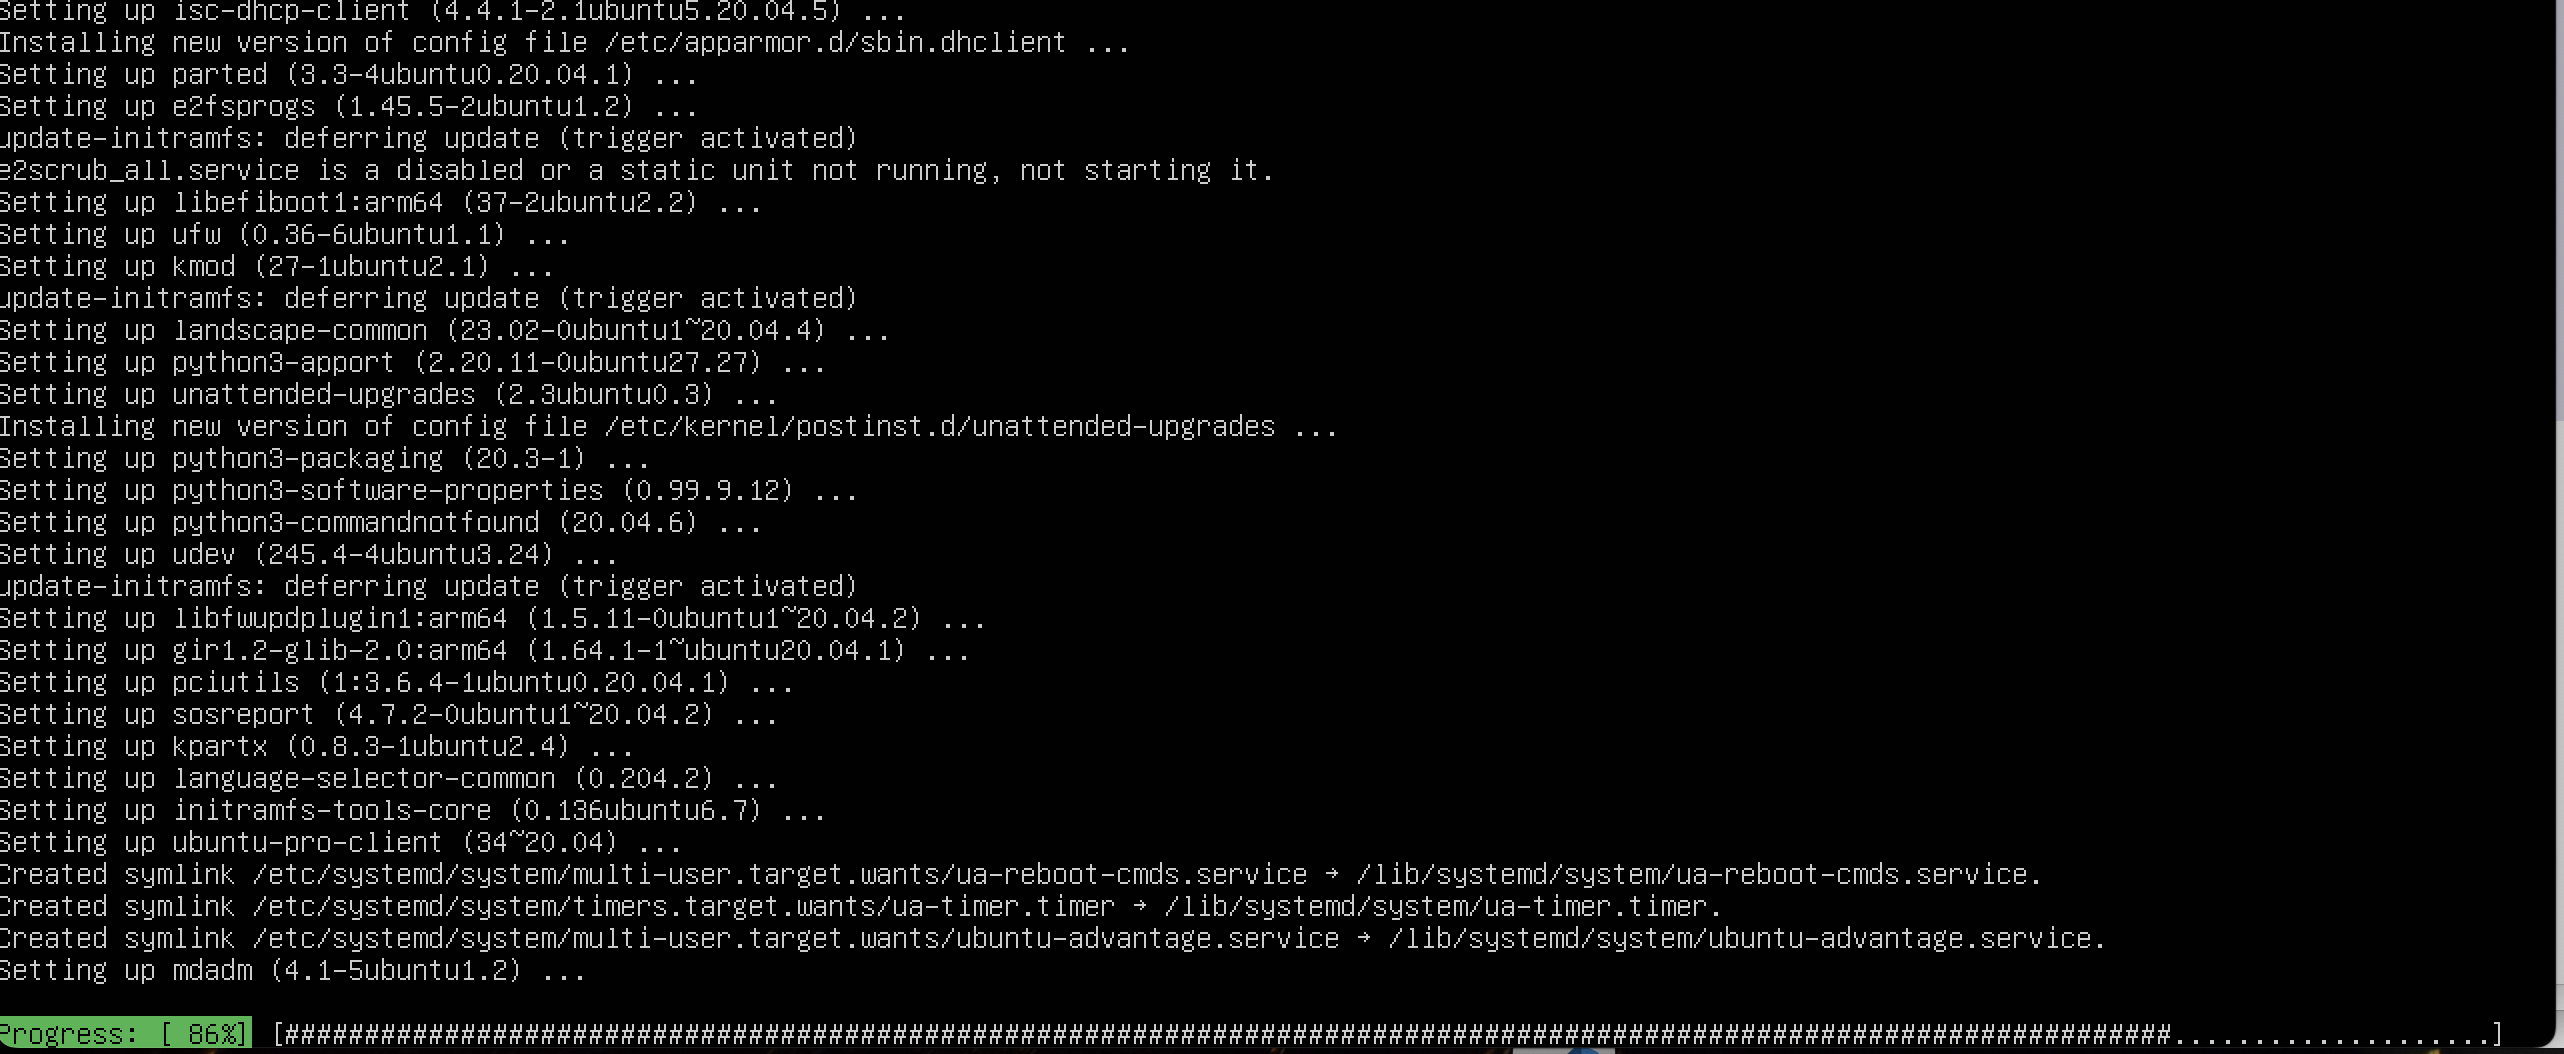 Setting up isc-dhcp-client (4.4.1-2.1ubuntu5.20.04.5) ...
Installing new version of config file /etc/apparmor.d/sbin.dhclient ...
Setting up parted (3.3-4ubuntu0.20.04.1) ...
Setting up e2fsprogs (1.45.5-2ubuntu1.2) ...
update-initramfs: deferring update (trigger activated)
e2scrub_all.service is a disabled or a static unit not running, not starting it.
Setting up libefiboot1:arm64 (37-2ubuntu2.2) ...
Setting up ufw (0.36-6ubuntu1.1) ...
Setting up kmod (27-1ubuntu2.1) ...
update-initramfs: deferring update (trigger activated)
Setting up landscape-common (23.02-0ubuntu1~20.04.4) ...
Setting up python3-apport (2.20.11-0ubuntu27.27) ...
Setting up unattended-upgrades (2.3ubuntu0.3) ...
Installing new version of config file /etc/kernel/postinst.d/unattended-upgrades ...
Setting up python3-packaging (20.3-1) ...
Setting up python3-software-properties (0.99.9.12) ...
Setting up python3-commandnotfound (20.04.6) ...
Setting up udev (245.4-4ubuntu3.24) ...
update-initramfs: deferring update (trigger activated)
Setting up libfwupdplugin1:arm64 (1.5.11-0ubuntu1~20.04.2) ...
Setting up gir1.2-glib-2.0:arm64 (1.64.1-1~ubuntu20.04.1) ...
Setting up pciutils (1:3.6.4-1ubuntu0.20.04.1) ...
Setting up sosreport (4.7.2-0ubuntu1~20.04.2) ...
Setting up kpartx (0.8.3-1ubuntu2.4) ...
Setting up language-selector-common (0.204.2) ...
Setting up initramfs-tools-core (0.136ubuntu6.7) ...
Setting up ubuntu-pro-client (34~20.04) ...
Created symlink /etc/systemd/system/multi-user.target.wants/ua-reboot-cmds.service → /lib/systemd/system/ua-reboot-cmds.service.
Created symlink /etc/systemd/system/timers.target.wants/ua-timer.timer → /lib/systemd/system/ua-timer.timer.
Created symlink /etc/systemd/system/multi-user.target.wants/ubuntu-advantage.service → /lib/systemd/system/ubuntu-advantage.service.
Setting up mdadm (4.1-5ubuntu1.2) ...
Progress: [ 86%] [######################################################################################################################....................]